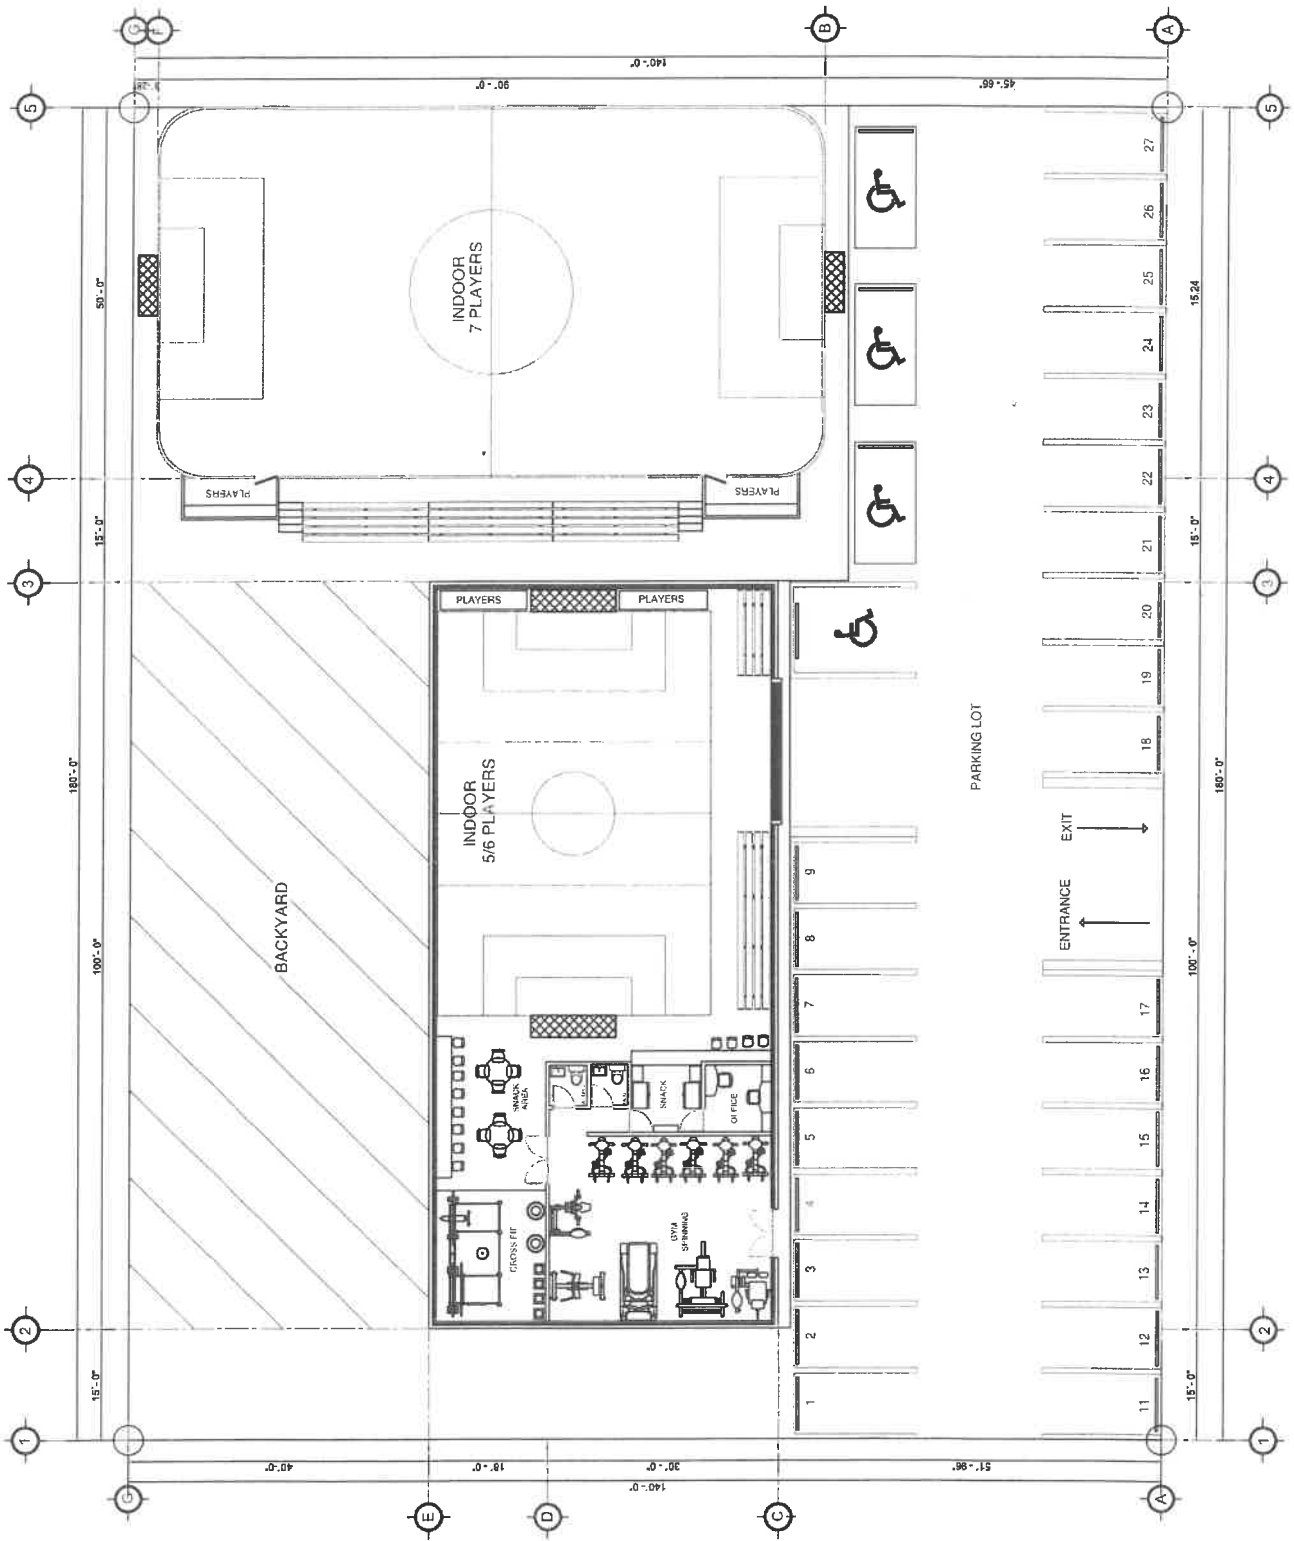 G
F
B
A
5
5
140'-0"
90'-0"
45'-66"
50'-0"
INDOOR
7 PLAYERS
27
26
25
24
23
22
21
20
19
18
15.24
4
4
PLAYERS
PLAYERS
15'-0"
15'-0"
3
3
PLAYERS
PLAYERS
180'-0"
180'-0"
INDOOR
5/6 PLAYERS
PARKING LOT
EXIT
ENTRANCE
BACKYARD
100'-0"
100'-0"
9
8
7
6
5
4
3
2
1
17
16
15
14
13
12
11
SNACK
AREA
SNACK
OFFICE
CROSS FIT
GYM
SPINNING
2
2
15'-0"
15'-0"
1
1
40'-0"
18'-0"
30'-0"
51'-96"
140'-0"
G
E
D
C
A